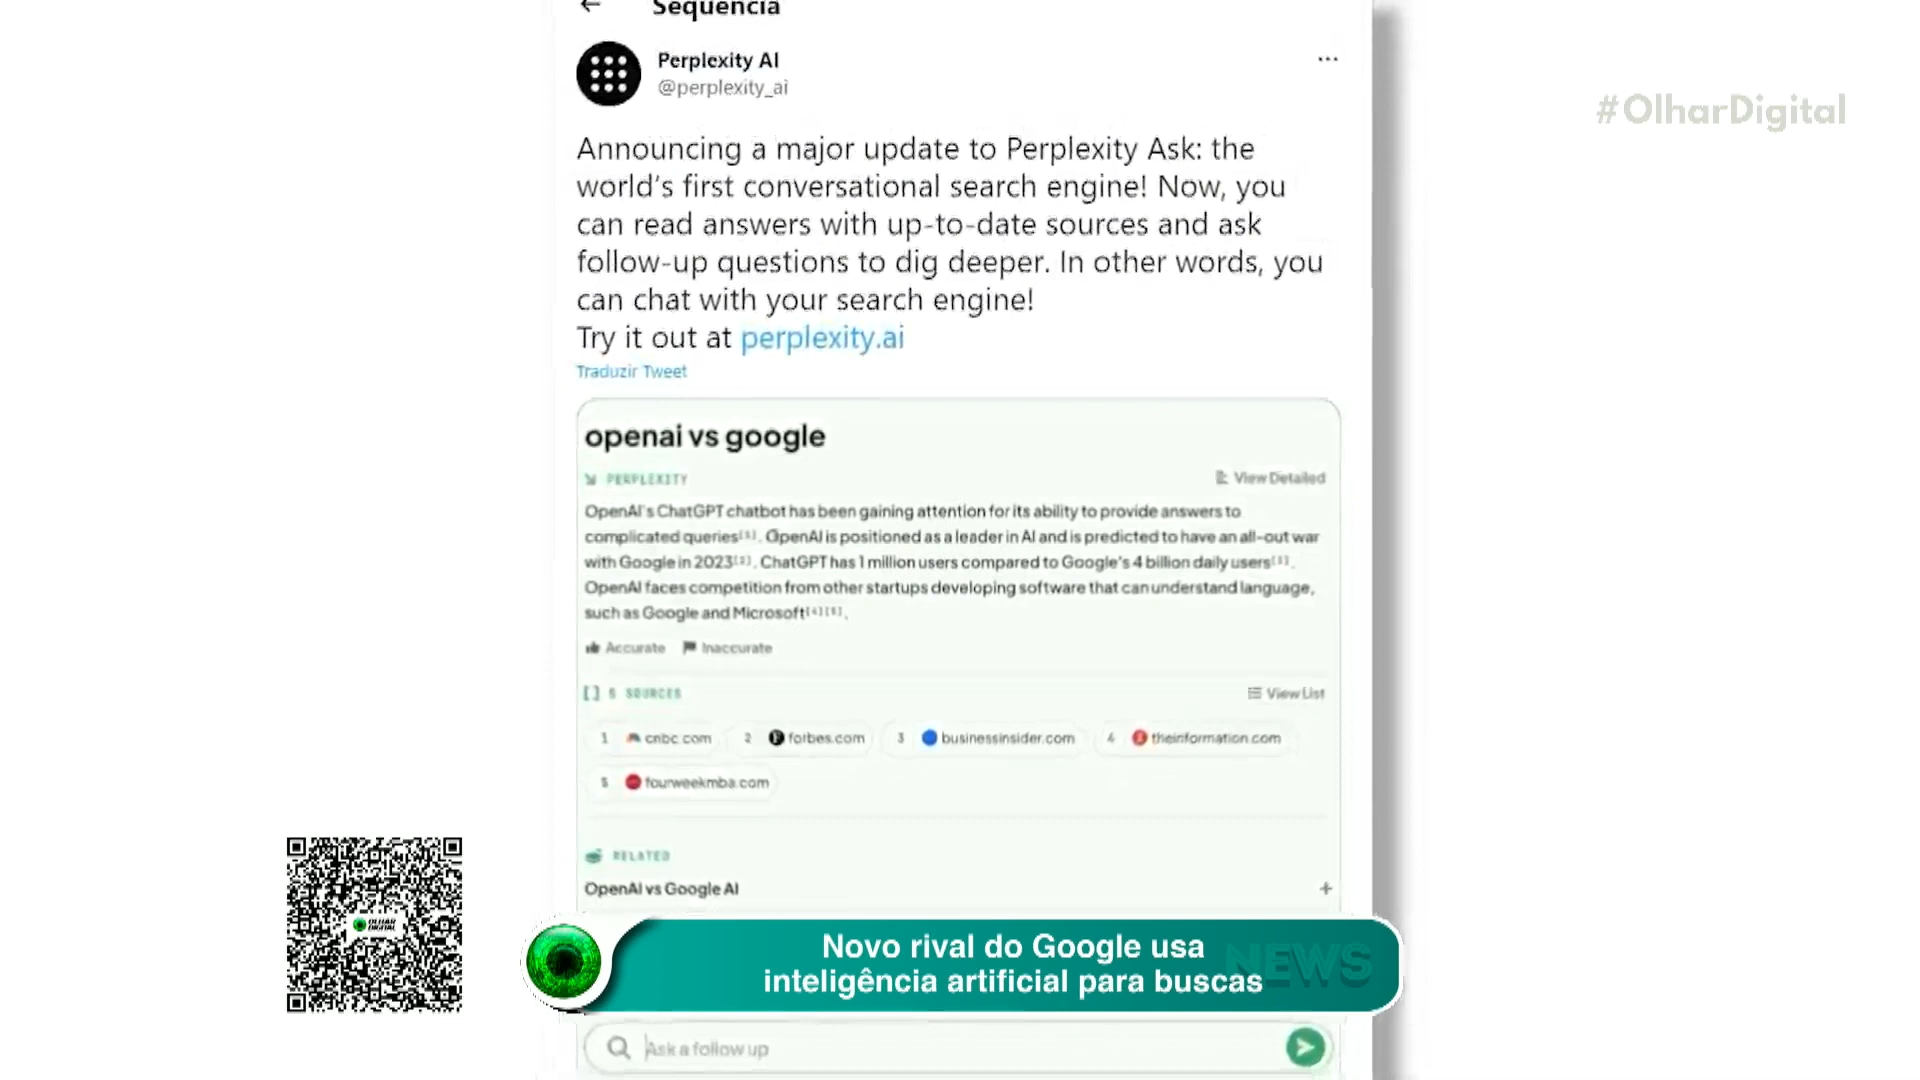 Sequência
Perplexity AI
@perplexity_ai
#OlharDigital
Announcing a major update to Perplexity Ask: the
world's first conversational search engine! Now, you
can read answers with up-to-date sources and ask
follow-up questions to dig deeper. In other words, you
can chat with your search engine!
Try it out at perplexity.ai
Traduzir Tweet
openai vs google
PERPLEXITY
View Detailed
OpenAI's ChatGPT chatbot has been gaining attention for its ability to provide answers to
complicated queries[1]. OpenAI is positioned as a leader in AI and is predicted to have an all-out war
with Google in 2023[2]. ChatGPT has 1 million users compared to Google's 4 billion daily users[3].
OpenAI faces competition from other startups developing software that can understand language,
such as Google and Microsoft[4][5].
Accurate Inaccurate
5 SOURCES
View List
1 cnbc.com 2 forbes.com 3 businessinsider.com 4 theinformation.com
5 fourweekmba.com
RELATED
OpenAI vs Google AI
OLHAR
DIGITAL
Novo rival do Google usa
inteligência artificial para buscas
NEWS
Ask a follow up